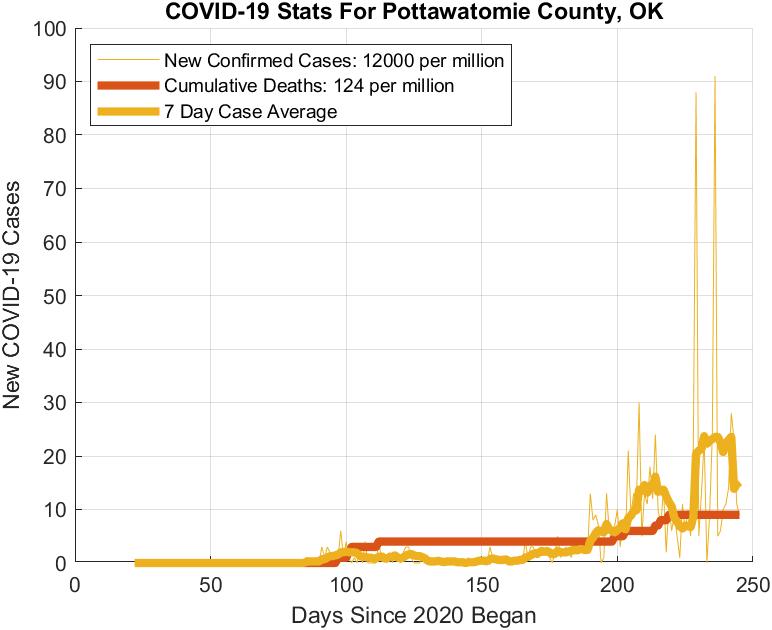 COVID-19 Stats For Pottawatomie County, OK
100
90
80
70
60
50
40
30
20
10
0
New COVID-19 Cases
New Confirmed Cases: 12000 per million
Cumulative Deaths: 124 per million
7 Day Case Average
0 50 100 150 200 250
Days Since 2020 Began